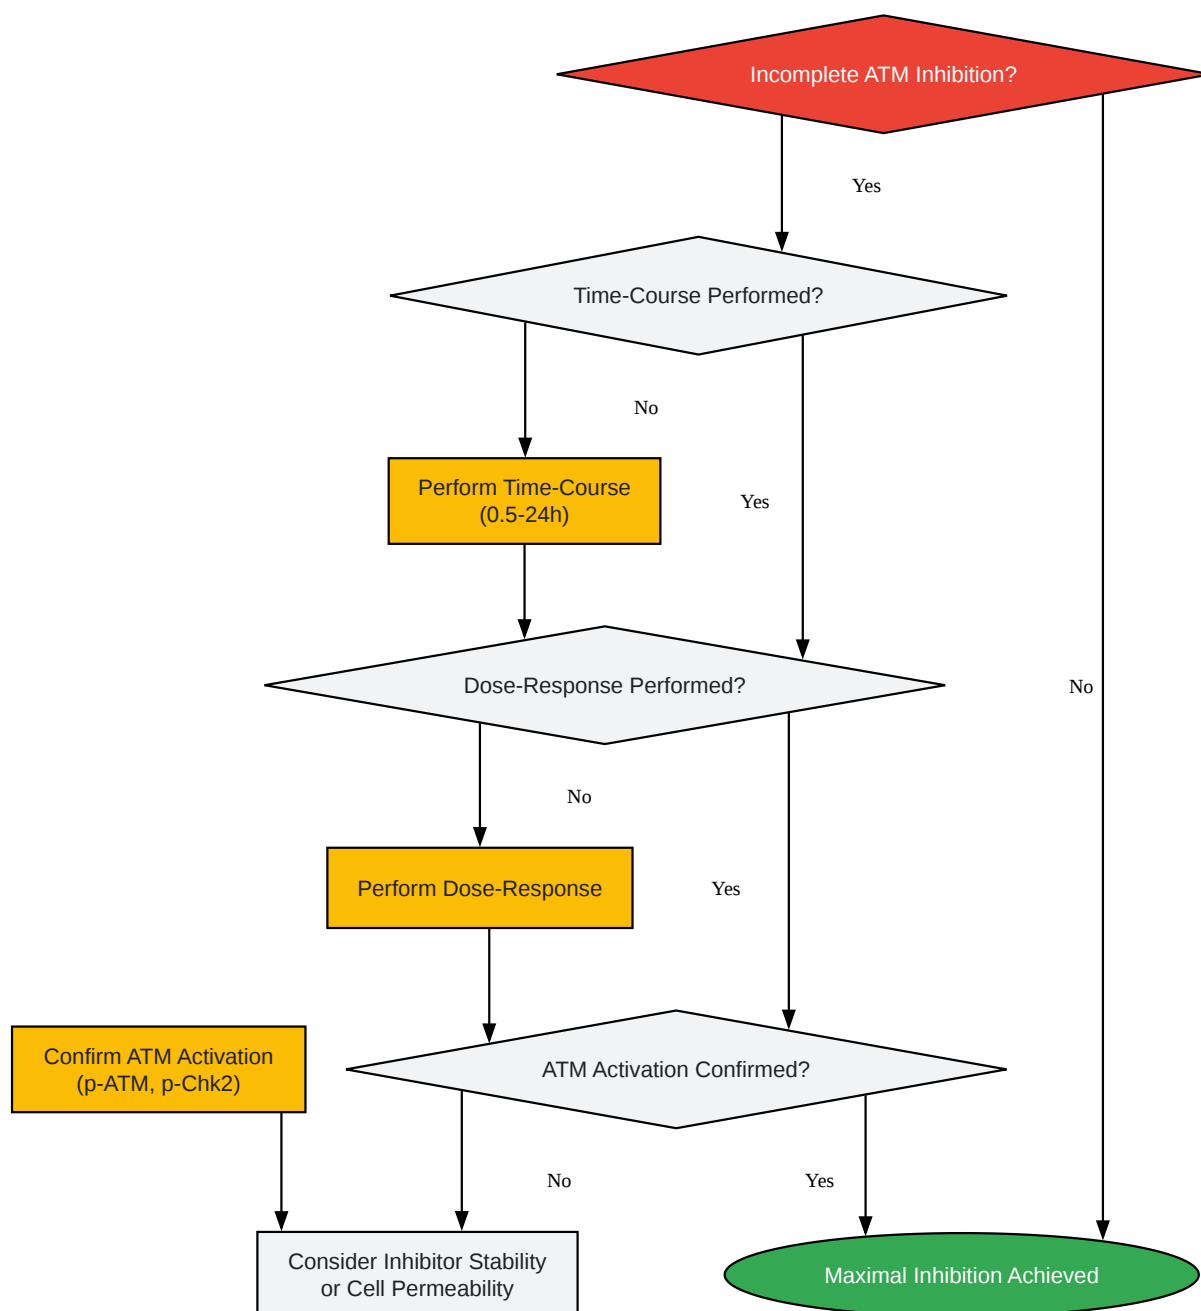 Incomplete ATM Inhibition?
Yes
Time-Course Performed?
No
Perform Time-Course
(0.5-24h)
Yes
Dose-Response Performed?
No
No
Perform Dose-Response
Yes
Confirm ATM Activation
(p-ATM, p-Chk2)
ATM Activation Confirmed?
No
Yes
Consider Inhibitor Stability
or Cell Permeability
Maximal Inhibition Achieved